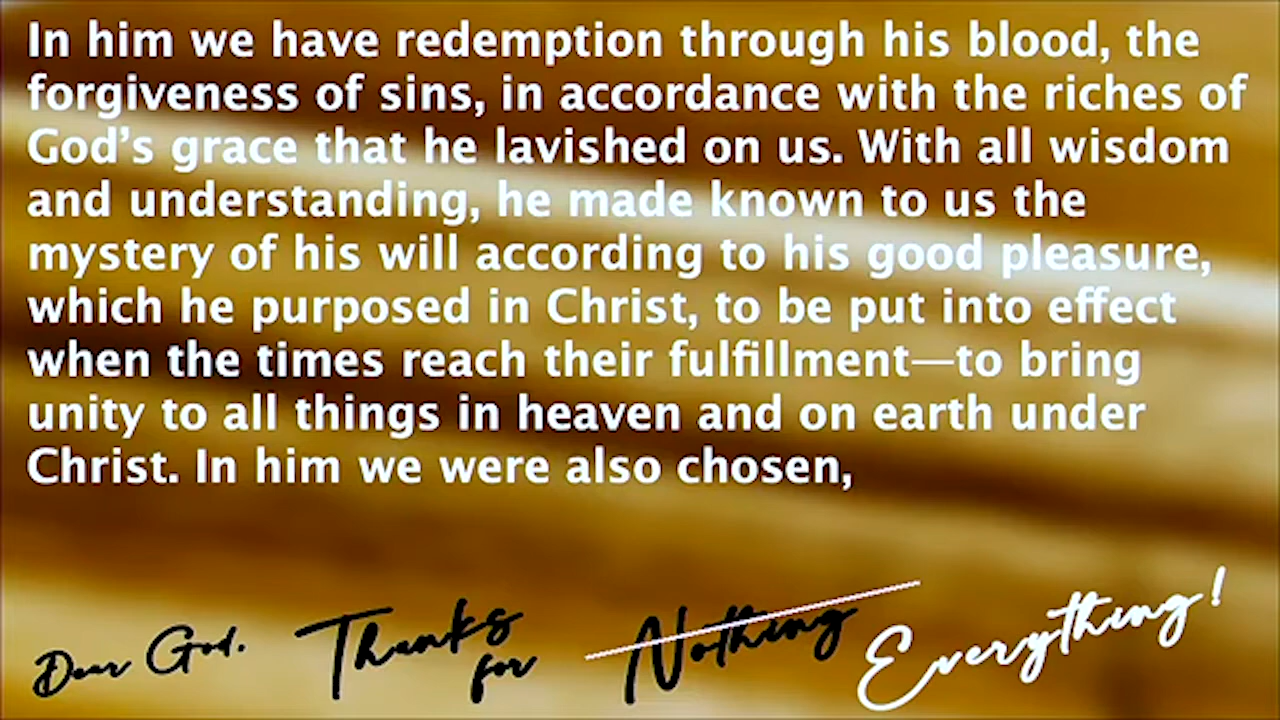 In him we have redemption through his blood, the
forgiveness of sins, in accordance with the riches of
God’s grace that he lavished on us. With all wisdom
and understanding, he made known to us the
mystery of his will according to his good pleasure,
which he purposed in Christ, to be put into effect
when the times reach their fulfillment—to bring
unity to all things in heaven and on earth under
Christ. In him we were also chosen,
Dear God. Thanks for Nothing Everything!